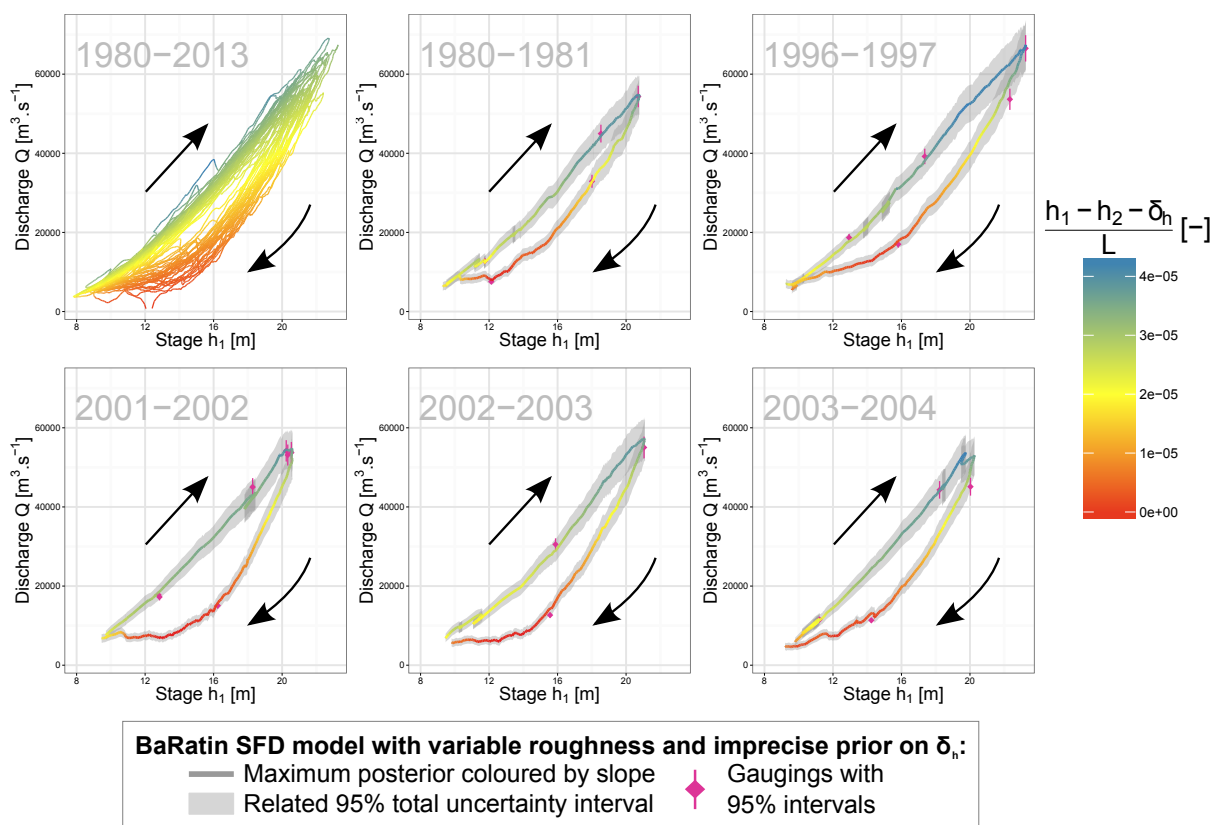 1980−2013
Discharge Q [m³.s⁻¹]
60000
40000
20000
0
8 12 16 20
Stage h₁ [m]
1980−1981
Discharge Q [m³.s⁻¹]
60000
40000
20000
0
8 12 16 20
Stage h₁ [m]
1996−1997
Discharge Q [m³.s⁻¹]
60000
40000
20000
0
8 12 16 20
Stage h₁ [m]
h₁ − h₂ − δₕ
L
[−]
4e−05
3e−05
2e−05
1e−05
0e+00
2001−2002
Discharge Q [m³.s⁻¹]
60000
40000
20000
0
8 12 16 20
Stage h₁ [m]
2002−2003
Discharge Q [m³.s⁻¹]
60000
40000
20000
0
8 12 16 20
Stage h₁ [m]
2003−2004
Discharge Q [m³.s⁻¹]
60000
40000
20000
0
8 12 16 20
Stage h₁ [m]
BaRatin SFD model with variable roughness and imprecise prior on δₕ:
Maximum posterior coloured by slope
Related 95% total uncertainty interval
Gaugings with
95% intervals